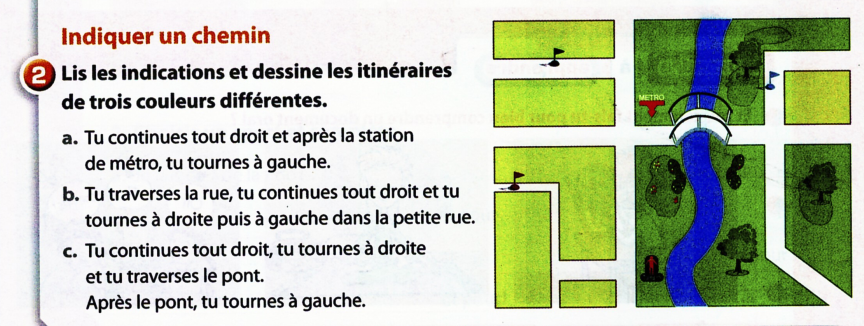 Indiquer un chemin
2 Lis les indications et dessine les itinéraires
de trois couleurs différentes.
a. Tu continues tout droit et après la station
de métro, tu tournes à gauche.
b. Tu traverses la rue, tu continues tout droit et tu
tournes à droite puis à gauche dans la petite rue.
c. Tu continues tout droit, tu tournes à droite
et tu traverses le pont.
Après le pont, tu tournes à gauche.
METRO